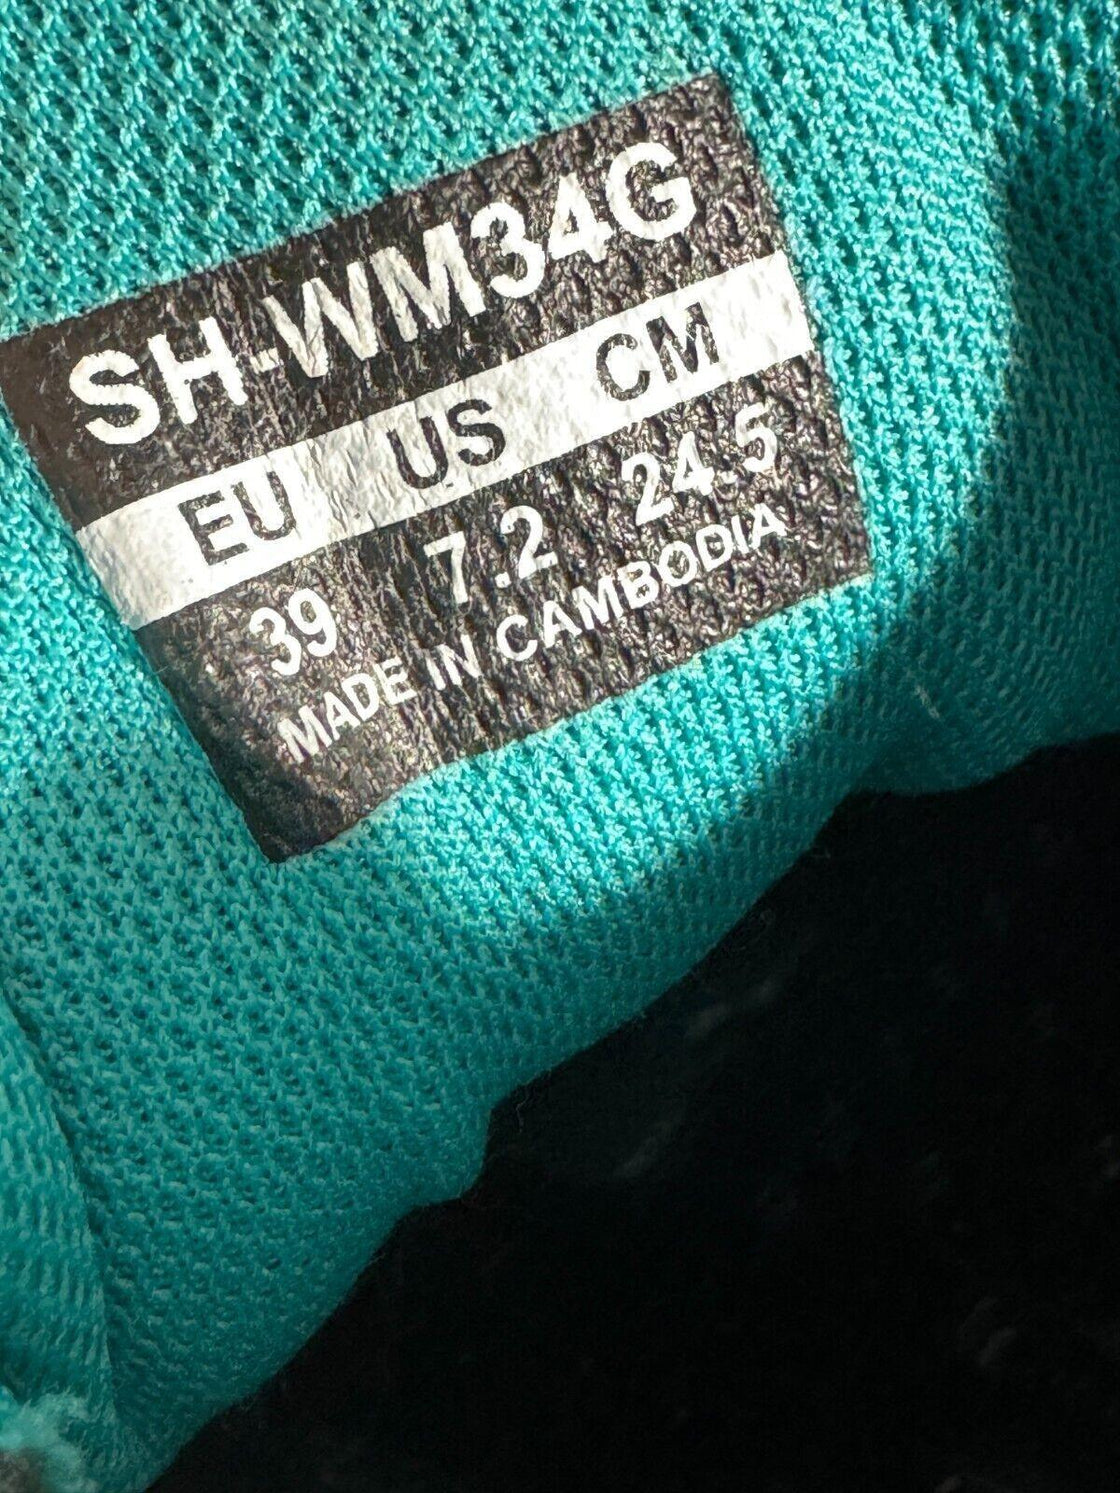 SH-WM34G
EU US CM
39 7.2 24.5
MADE IN CAMBODIA